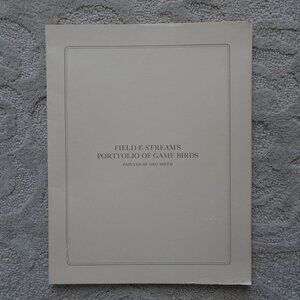 FIELD & STREAM'S
PORTFOLIO OF GAME BIRDS
PAINTED BY NED SMITH